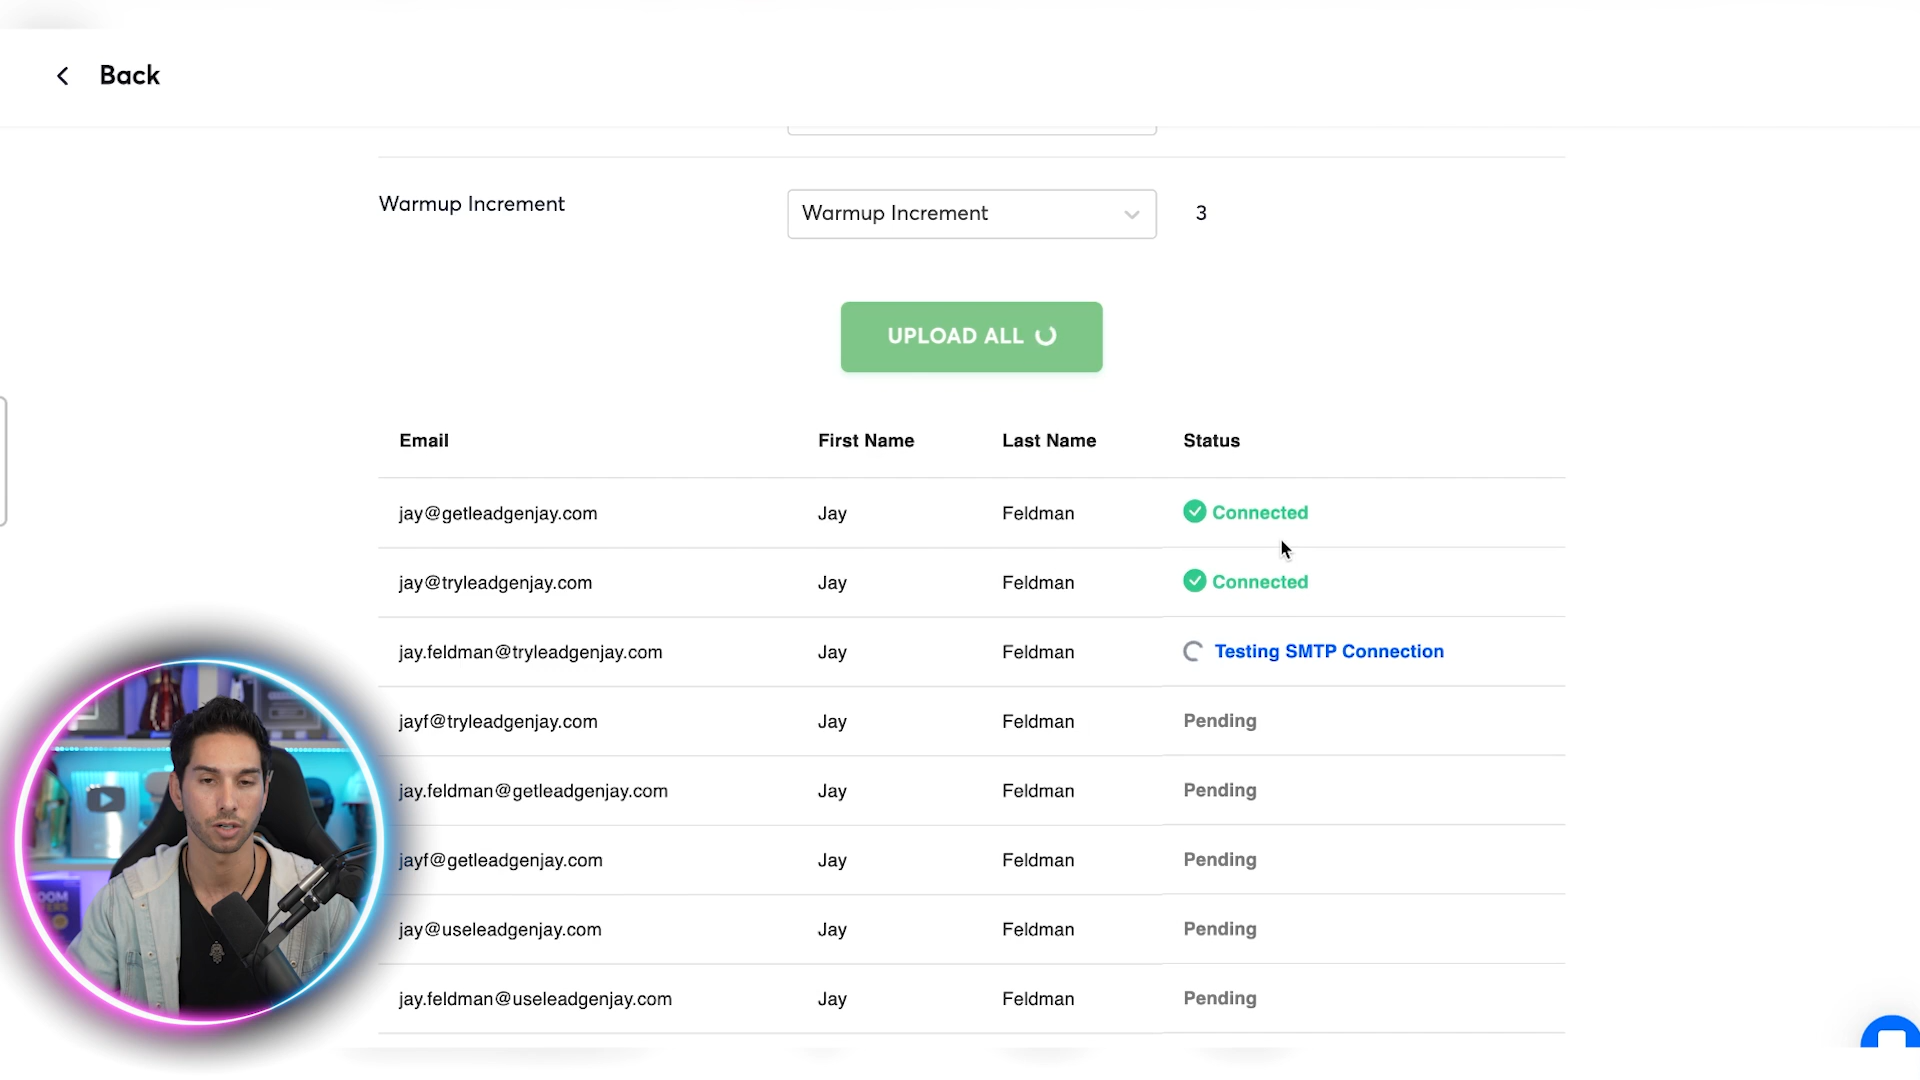 Back
Warmup Increment
Warmup Increment
3
UPLOAD ALL
Email First Name Last Name Status
jay@getleadgenjay.com Jay Feldman Connected
jay@tryleadgenjay.com Jay Feldman Connected
jay.feldman@tryleadgenjay.com Jay Feldman Testing SMTP Connection
jayf@tryleadgenjay.com Jay Feldman Pending
jay.feldman@getleadgenjay.com Jay Feldman Pending
jayf@getleadgenjay.com Jay Feldman Pending
jay@useleadgenjay.com Jay Feldman Pending
jay.feldman@useleadgenjay.com Jay Feldman Pending